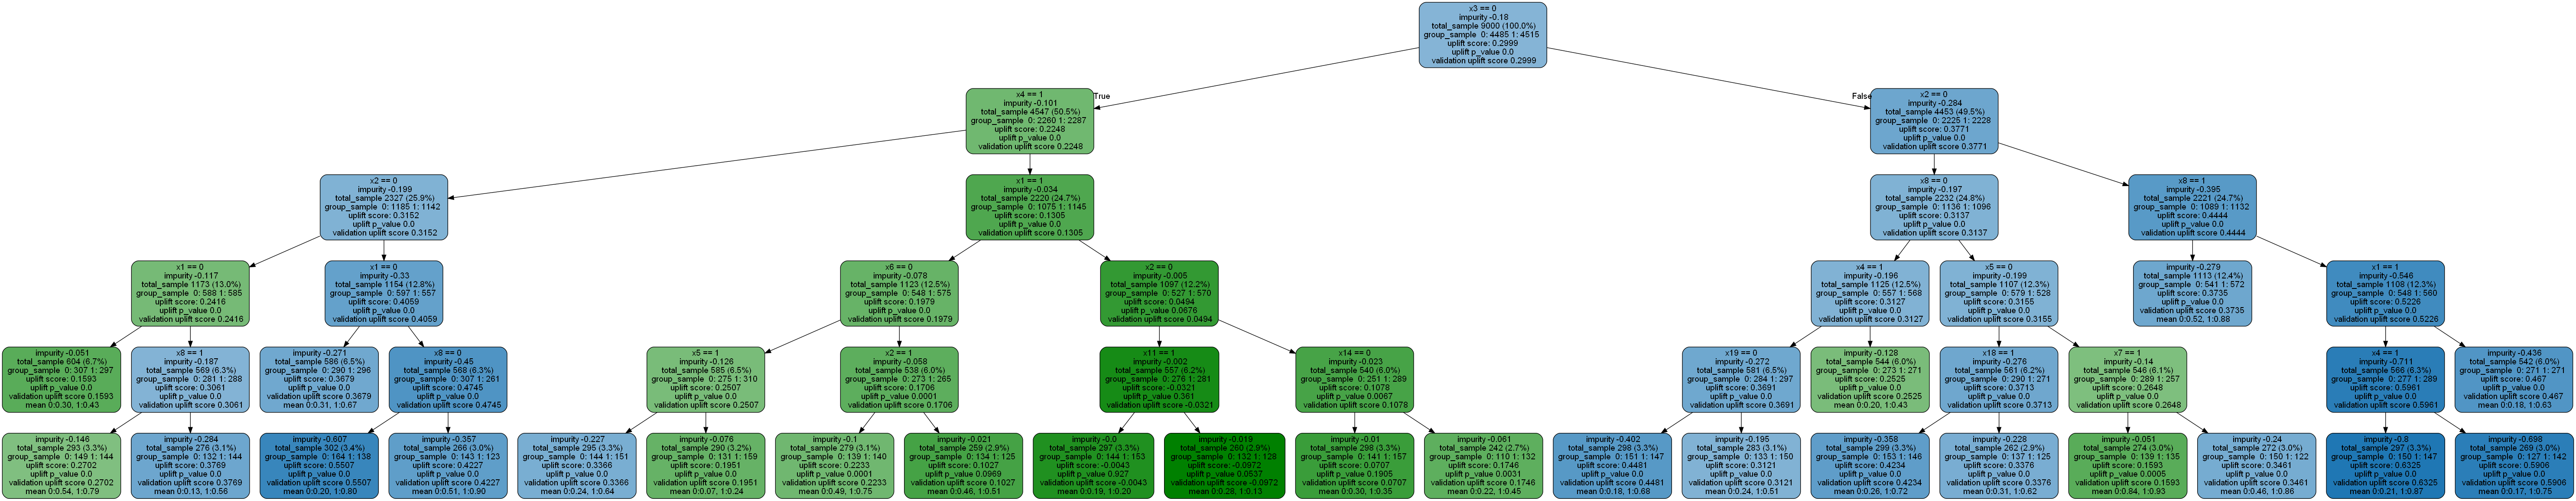 x3 == 0
impurity -0.18
total_sample 9000 (100.0%)
group_sample 0: 4485 1: 4515
uplift score: 0.2999
uplift p_value 0.0
validation uplift score 0.2999
True
False
x4 == 1
impurity -0.101
total_sample 4547 (50.5%)
group_sample 0: 2260 1: 2287
uplift score: 0.2248
uplift p_value 0.0
validation uplift score 0.2248
x2 == 0
impurity -0.284
total_sample 4453 (49.5%)
group_sample 0: 2225 1: 2228
uplift score: 0.3771
uplift p_value 0.0
validation uplift score 0.3771
x2 == 0
impurity -0.199
total_sample 2327 (25.9%)
group_sample 0: 1185 1: 1142
uplift score: 0.3152
uplift p_value 0.0
validation uplift score 0.3152
x1 == 1
impurity -0.034
total_sample 2220 (24.7%)
group_sample 0: 1075 1: 1145
uplift score: 0.1305
uplift p_value 0.0
validation uplift score 0.1305
x8 == 0
impurity -0.197
total_sample 2232 (24.8%)
group_sample 0: 1136 1: 1096
uplift score: 0.3137
uplift p_value 0.0
validation uplift score 0.3137
x8 == 1
impurity -0.395
total_sample 2221 (24.7%)
group_sample 0: 1089 1: 1132
uplift score: 0.4444
uplift p_value 0.0
validation uplift score 0.4444
x1 == 0
impurity -0.117
total_sample 1173 (13.0%)
group_sample 0: 588 1: 585
uplift score: 0.2416
uplift p_value 0.0
validation uplift score 0.2416
x1 == 0
impurity -0.33
total_sample 1154 (12.8%)
group_sample 0: 597 1: 557
uplift score: 0.4059
uplift p_value 0.0
validation uplift score 0.4059
x6 == 0
impurity -0.078
total_sample 1123 (12.5%)
group_sample 0: 548 1: 575
uplift score: 0.1979
uplift p_value 0.0
validation uplift score 0.1979
x2 == 0
impurity -0.005
total_sample 1097 (12.2%)
group_sample 0: 527 1: 570
uplift score: 0.0494
uplift p_value 0.0676
validation uplift score 0.0494
x4 == 1
impurity -0.196
total_sample 1125 (12.5%)
group_sample 0: 557 1: 568
uplift score: 0.3127
uplift p_value 0.0
validation uplift score 0.3127
x5 == 0
impurity -0.199
total_sample 1107 (12.3%)
group_sample 0: 579 1: 528
uplift score: 0.3155
uplift p_value 0.0
validation uplift score 0.3155
impurity -0.279
total_sample 1113 (12.4%)
group_sample 0: 541 1: 572
uplift score: 0.3735
uplift p_value 0.0
validation uplift score 0.3735
mean 0:0.52, 1:0.88
x1 == 1
impurity -0.546
total_sample 1108 (12.3%)
group_sample 0: 548 1: 560
uplift score: 0.5226
uplift p_value 0.0
validation uplift score 0.5226
impurity -0.051
total_sample 604 (6.7%)
group_sample 0: 307 1: 297
uplift score: 0.1593
uplift p_value 0.0
validation uplift score 0.1593
mean 0:0.30, 1:0.43
x8 == 1
impurity -0.187
total_sample 569 (6.3%)
group_sample 0: 281 1: 288
uplift score: 0.3061
uplift p_value 0.0
validation uplift score 0.3061
impurity -0.271
total_sample 586 (6.5%)
group_sample 0: 290 1: 296
uplift score: 0.3679
uplift p_value 0.0
validation uplift score 0.3679
mean 0:0.31, 1:0.67
x8 == 0
impurity -0.45
total_sample 568 (6.3%)
group_sample 0: 307 1: 261
uplift score: 0.4745
uplift p_value 0.0
validation uplift score 0.4745
x5 == 1
impurity -0.126
total_sample 585 (6.5%)
group_sample 0: 275 1: 310
uplift score: 0.2507
uplift p_value 0.0
validation uplift score 0.2507
x2 == 1
impurity -0.058
total_sample 538 (6.0%)
group_sample 0: 273 1: 265
uplift score: 0.1706
uplift p_value 0.0001
validation uplift score 0.1706
x11 == 1
impurity -0.002
total_sample 557 (6.2%)
group_sample 0: 276 1: 281
uplift score: -0.0321
uplift p_value 0.361
validation uplift score -0.0321
x14 == 0
impurity -0.023
total_sample 540 (6.0%)
group_sample 0: 251 1: 289
uplift score: 0.1078
uplift p_value 0.0067
validation uplift score 0.1078
x19 == 0
impurity -0.272
total_sample 581 (6.5%)
group_sample 0: 284 1: 297
uplift score: 0.3691
uplift p_value 0.0
validation uplift score 0.3691
impurity -0.128
total_sample 544 (6.0%)
group_sample 0: 273 1: 271
uplift score: 0.2525
uplift p_value 0.0
validation uplift score 0.2525
mean 0:0.20, 1:0.43
x18 == 1
impurity -0.276
total_sample 561 (6.2%)
group_sample 0: 290 1: 271
uplift score: 0.3713
uplift p_value 0.0
validation uplift score 0.3713
x7 == 1
impurity -0.14
total_sample 546 (6.1%)
group_sample 0: 289 1: 257
uplift score: 0.2648
uplift p_value 0.0
validation uplift score 0.2648
x4 == 1
impurity -0.711
total_sample 566 (6.3%)
group_sample 0: 277 1: 289
uplift score: 0.5961
uplift p_value 0.0
validation uplift score 0.5961
impurity -0.436
total_sample 542 (6.0%)
group_sample 0: 271 1: 271
uplift score: 0.467
uplift p_value 0.0
validation uplift score 0.467
mean 0:0.18, 1:0.63
impurity -0.146
total_sample 293 (3.3%)
group_sample 0: 149 1: 144
uplift score: 0.2702
uplift p_value 0.0
validation uplift score 0.2702
mean 0:0.54, 1:0.79
impurity -0.284
total_sample 276 (3.1%)
group_sample 0: 132 1: 144
uplift score: 0.3769
uplift p_value 0.0
validation uplift score 0.3769
mean 0:0.13, 1:0.56
impurity -0.607
total_sample 302 (3.4%)
group_sample 0: 164 1: 138
uplift score: 0.5507
uplift p_value 0.0
validation uplift score 0.5507
mean 0:0.20, 1:0.80
impurity -0.357
total_sample 266 (3.0%)
group_sample 0: 143 1: 123
uplift score: 0.4227
uplift p_value 0.0
validation uplift score 0.4227
mean 0:0.51, 1:0.90
impurity -0.227
total_sample 295 (3.3%)
group_sample 0: 144 1: 151
uplift score: 0.3366
uplift p_value 0.0
validation uplift score 0.3366
mean 0:0.24, 1:0.64
impurity -0.076
total_sample 290 (3.2%)
group_sample 0: 131 1: 159
uplift score: 0.1951
uplift p_value 0.0
validation uplift score 0.1951
mean 0:0.07, 1:0.24
impurity -0.1
total_sample 279 (3.1%)
group_sample 0: 139 1: 140
uplift score: 0.2233
uplift p_value 0.0001
validation uplift score 0.2233
mean 0:0.49, 1:0.75
impurity -0.021
total_sample 259 (2.9%)
group_sample 0: 134 1: 125
uplift score: 0.1027
uplift p_value 0.0969
validation uplift score 0.1027
mean 0:0.46, 1:0.51
impurity -0.0
total_sample 297 (3.3%)
group_sample 0: 144 1: 153
uplift score: -0.0043
uplift p_value 0.927
validation uplift score -0.0043
mean 0:0.19, 1:0.20
impurity -0.019
total_sample 260 (2.9%)
group_sample 0: 132 1: 128
uplift score: -0.0972
uplift p_value 0.0537
validation uplift score -0.0972
mean 0:0.28, 1:0.13
impurity -0.01
total_sample 298 (3.3%)
group_sample 0: 141 1: 157
uplift score: 0.0707
uplift p_value 0.1905
validation uplift score 0.0707
mean 0:0.30, 1:0.35
impurity -0.061
total_sample 242 (2.7%)
group_sample 0: 110 1: 132
uplift score: 0.1746
uplift p_value 0.0031
validation uplift score 0.1746
mean 0:0.22, 1:0.45
impurity -0.402
total_sample 298 (3.3%)
group_sample 0: 151 1: 147
uplift score: 0.4481
uplift p_value 0.0
validation uplift score 0.4481
mean 0:0.18, 1:0.68
impurity -0.195
total_sample 283 (3.1%)
group_sample 0: 133 1: 150
uplift score: 0.3121
uplift p_value 0.0
validation uplift score 0.3121
mean 0:0.24, 1:0.51
impurity -0.358
total_sample 299 (3.3%)
group_sample 0: 153 1: 146
uplift score: 0.4234
uplift p_value 0.0
validation uplift score 0.4234
mean 0:0.26, 1:0.72
impurity -0.228
total_sample 262 (2.9%)
group_sample 0: 137 1: 125
uplift score: 0.3376
uplift p_value 0.0
validation uplift score 0.3376
mean 0:0.31, 1:0.62
impurity -0.051
total_sample 274 (3.0%)
group_sample 0: 139 1: 135
uplift score: 0.1593
uplift p_value 0.0005
validation uplift score 0.1593
mean 0:0.84, 1:0.93
impurity -0.24
total_sample 272 (3.0%)
group_sample 0: 150 1: 122
uplift score: 0.3461
uplift p_value 0.0
validation uplift score 0.3461
mean 0:0.46, 1:0.86
impurity -0.8
total_sample 297 (3.3%)
group_sample 0: 150 1: 147
uplift score: 0.6325
uplift p_value 0.0
validation uplift score 0.6325
mean 0:0.21, 1:0.87
impurity -0.698
total_sample 269 (3.0%)
group_sample 0: 127 1: 142
uplift score: 0.5906
uplift p_value 0.0
validation uplift score 0.5906
mean 0:0.17, 1:0.75